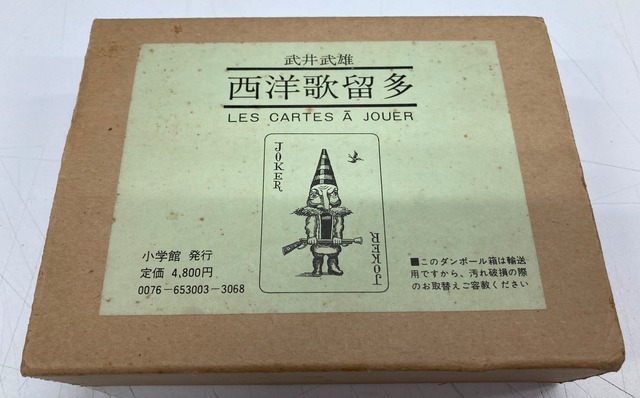 武井武雄
西洋歌留多
LES CARTES Ā JOUER
JOKER
JOKER
小学館 発行
定価 4,800円
0076-653003-3068
■このダンボール箱は輸送
用ですから、汚れ破損の際
のお取替えご容赦ください